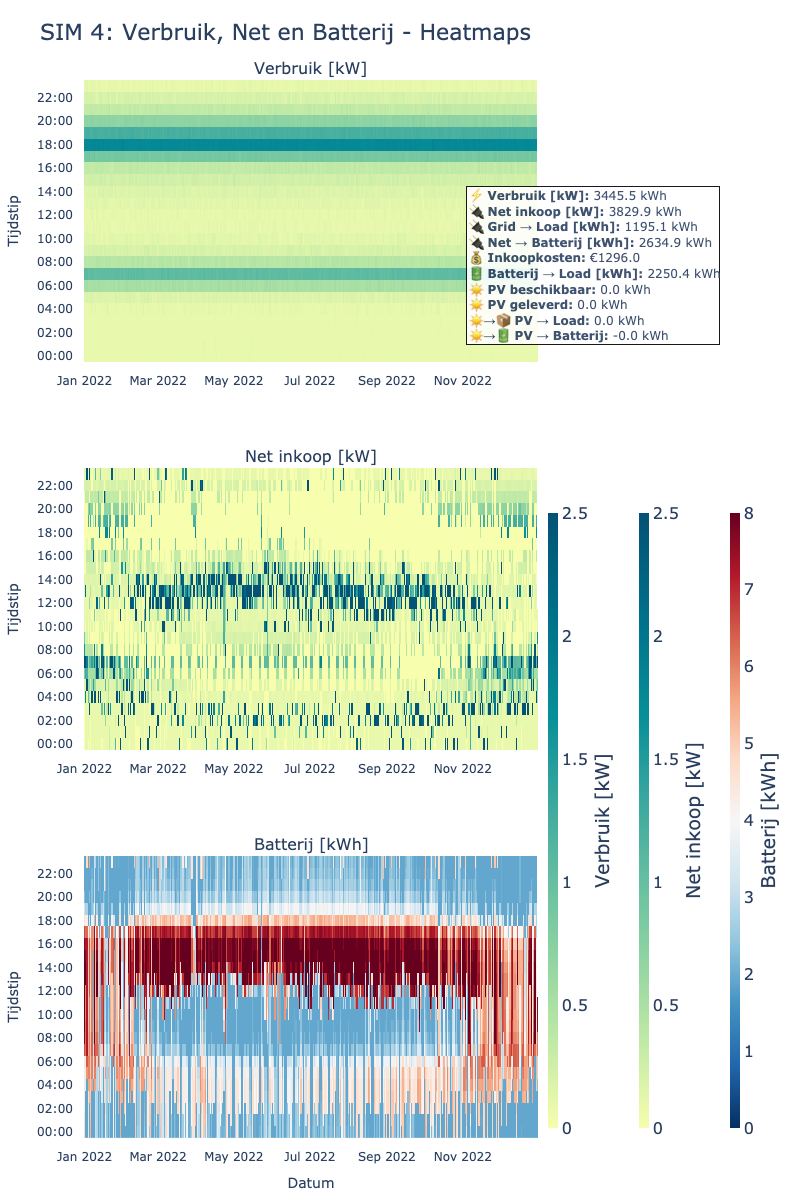 SIM 4: Verbruik, Net en Batterij - Heatmaps
Verbruik [kW]
22:00
20:00
18:00
16:00
14:00
12:00
10:00
08:00
06:00
04:00
02:00
00:00
Tijdstip
Jan 2022 Mar 2022 May 2022 Jul 2022 Sep 2022 Nov 2022
⚡ Verbruik [kW]: 3445.5 kWh
🔌 Net inkoop [kW]: 3829.9 kWh
🔌 Grid → Load [kWh]: 1195.1 kWh
🔌 Net → Batterij [kWh]: 2634.9 kWh
💰 Inkoopkosten: €1296.0
🔋 Batterij → Load [kWh]: 2250.4 kWh
☀️ PV beschikbaar: 0.0 kWh
☀️ PV geleverd: 0.0 kWh
☀️→📦 PV → Load: 0.0 kWh
☀️→🔋 PV → Batterij: -0.0 kWh
Net inkoop [kW]
22:00
20:00
18:00
16:00
14:00
12:00
10:00
08:00
06:00
04:00
02:00
00:00
Tijdstip
Jan 2022 Mar 2022 May 2022 Jul 2022 Sep 2022 Nov 2022
Batterij [kWh]
22:00
20:00
18:00
16:00
14:00
12:00
10:00
08:00
06:00
04:00
02:00
00:00
Tijdstip
Jan 2022 Mar 2022 May 2022 Jul 2022 Sep 2022 Nov 2022
Datum
2.5
2
1.5
1
0.5
0
Verbruik [kW]
2.5
2
1.5
1
0.5
0
Net inkoop [kW]
8
7
6
5
4
3
2
1
0
Batterij [kWh]